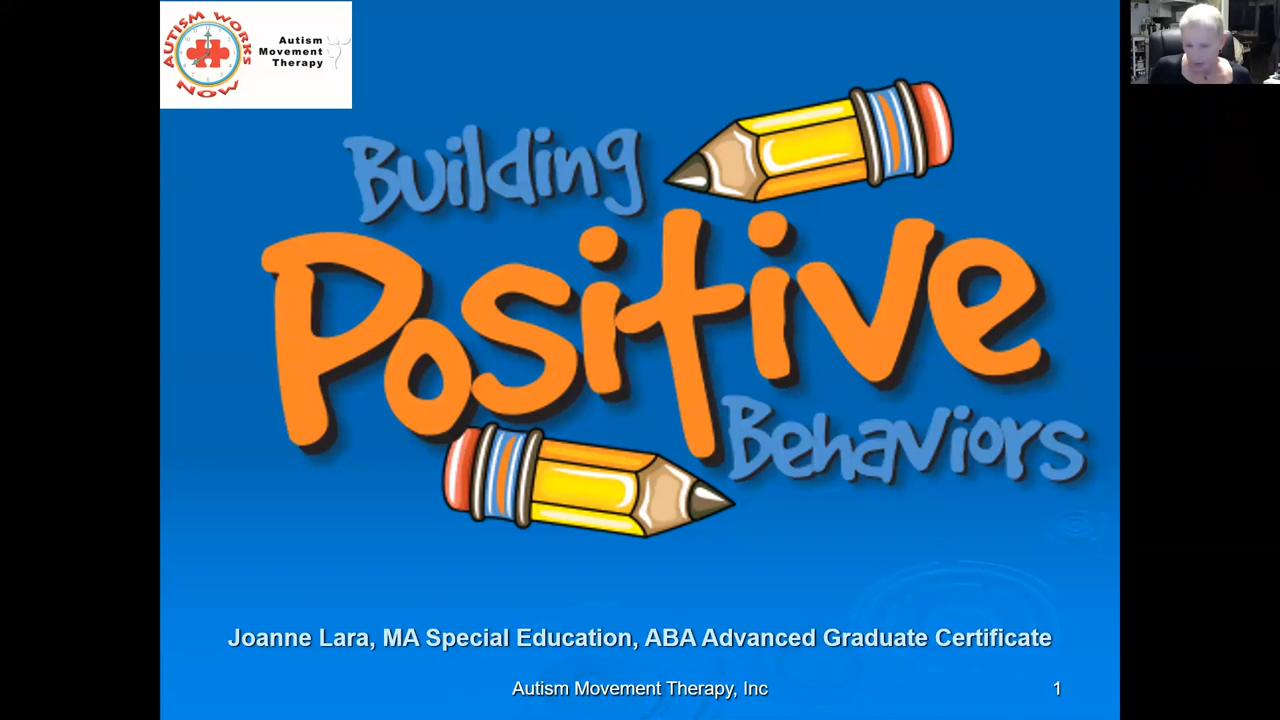 AUTISM WORKS
NOW
Autism
Movement
Therapy
Building
Positive
Behaviors
Joanne Lara, MA Special Education, ABA Advanced Graduate Certificate
Autism Movement Therapy, Inc
1